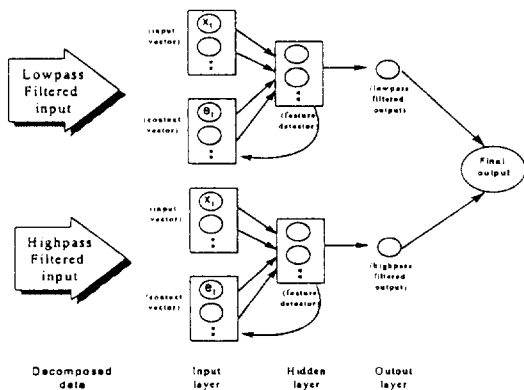 X₁
(input
vector)
Lowpass
Filtered
input
θ₁
(context
vector)
(feature
detector)
(lowpass
filtered
output)
Final
output
X₁
(input
vector)
Highpass
Filtered
input
θ₁
(context
vector)
(feature
detector)
(highpass
filtered
output)
Decomposed
data
Input
layer
Hidden
layer
Output
layer